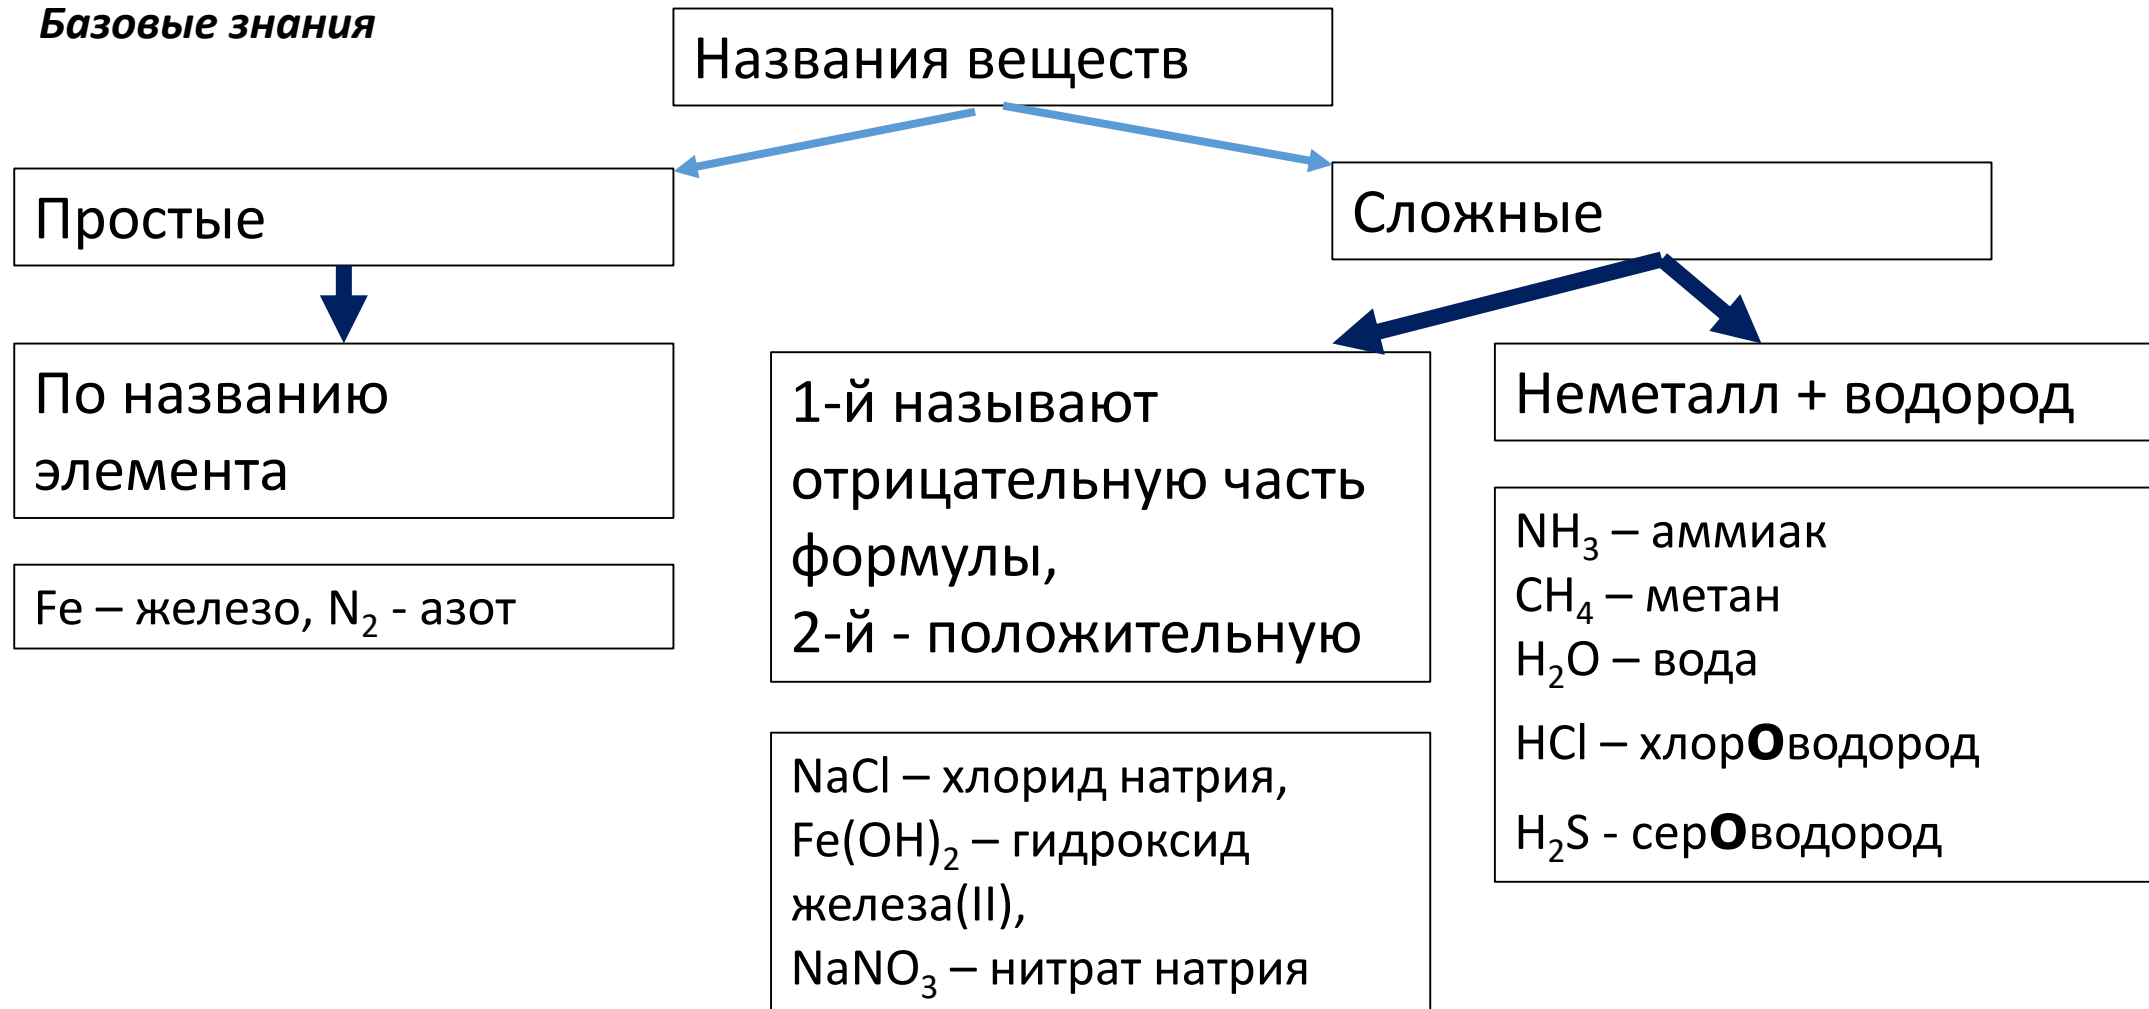 Базовые знания
Названия веществ
Простые
Сложные
По названию
элемента
Fe – железо, N₂ - азот
1-й называют
отрицательную часть
формулы,
2-й - положительную
NaCl – хлорид натрия,
Fe(OH)₂ – гидроксид
железа(II),
NaNO₃ – нитрат натрия
Неметалл + водород
NH₃ – аммиак
CH₄ – метан
H₂O – вода
HCl – хлорОводород
H₂S - серОводород